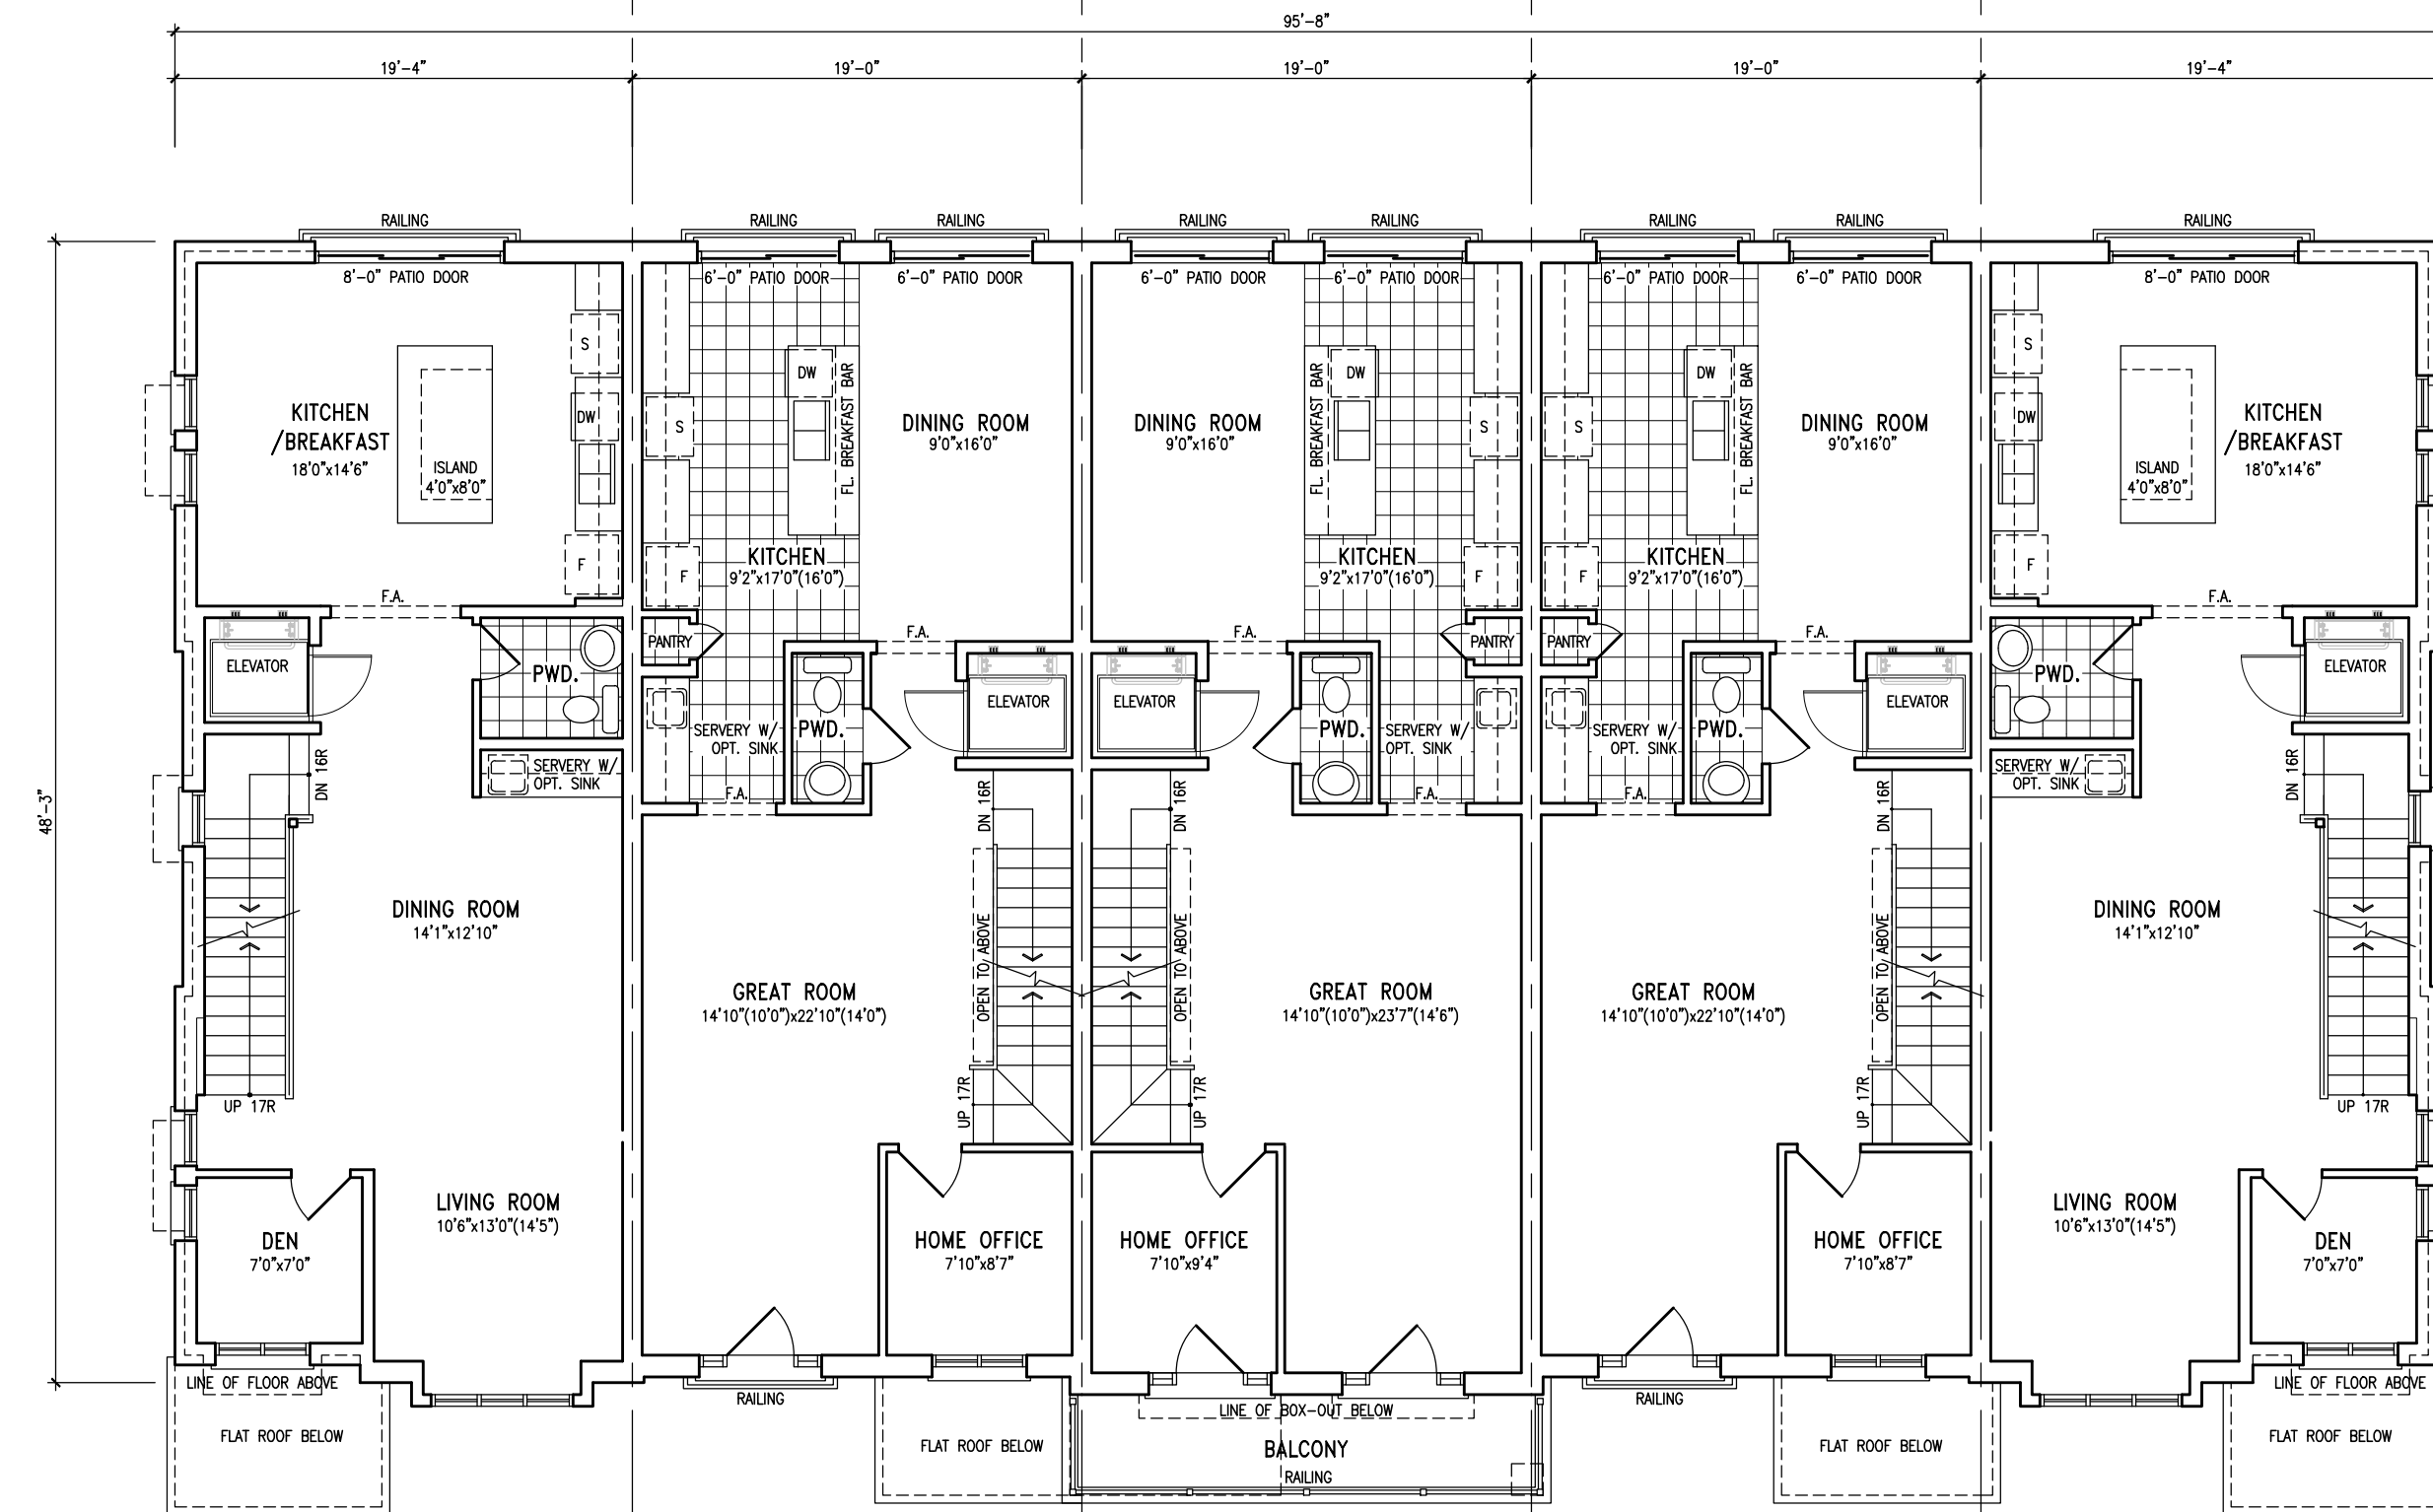 95'-8"
19'-4"
19'-0"
19'-0"
19'-0"
19'-4"
48'-3"
RAILING
RAILING
RAILING
RAILING
RAILING
RAILING
RAILING
RAILING
8'-0" PATIO DOOR
6'-0" PATIO DOOR
6'-0" PATIO DOOR
6'-0" PATIO DOOR
6'-0" PATIO DOOR
6'-0" PATIO DOOR
6'-0" PATIO DOOR
8'-0" PATIO DOOR
KITCHEN
/BREAKFAST
18'0"x14'6"
ISLAND
4'0"x8'0"
S
DW
F
F.A.
ELEVATOR
PWD.
SERVERY W/
OPT. SINK
DN 16R
UP 17R
DINING ROOM
14'1"x12'10"
LIVING ROOM
10'6"x13'0"(14'5")
DEN
7'0"x7'0"
LINE OF FLOOR ABOVE
FLAT ROOF BELOW
S
DW
FL. BREAKFAST BAR
DINING ROOM
9'0"x16'0"
KITCHEN
9'2"x17'0"(16'0")
F
PANTRY
F.A.
ELEVATOR
PWD.
SERVERY W/
OPT. SINK
F.A.
DN 16R
OPEN TO ABOVE
UP 17R
GREAT ROOM
14'10"(10'0")x22'10"(14'0")
HOME OFFICE
7'10"x8'7"
RAILING
FLAT ROOF BELOW
DINING ROOM
9'0"x16'0"
FL. BREAKFAST BAR
DW
S
KITCHEN
9'2"x17'0"(16'0")
F
PANTRY
F.A.
ELEVATOR
PWD.
SERVERY W/
OPT. SINK
F.A.
DN 16R
OPEN TO ABOVE
UP 17R
GREAT ROOM
14'10"(10'0")x23'7"(14'6")
HOME OFFICE
7'10"x9'4"
LINE OF BOX-OUT BELOW
BALCONY
RAILING
S
DW
FL. BREAKFAST BAR
DINING ROOM
9'0"x16'0"
KITCHEN
9'2"x17'0"(16'0")
F
PANTRY
F.A.
ELEVATOR
PWD.
SERVERY W/
OPT. SINK
F.A.
DN 16R
OPEN TO ABOVE
UP 17R
GREAT ROOM
14'10"(10'0")x22'10"(14'0")
HOME OFFICE
7'10"x8'7"
RAILING
FLAT ROOF BELOW
S
DW
F
KITCHEN
/BREAKFAST
18'0"x14'6"
ISLAND
4'0"x8'0"
F.A.
ELEVATOR
PWD.
SERVERY W/
OPT. SINK
DN 16R
UP 17R
DINING ROOM
14'1"x12'10"
LIVING ROOM
10'6"x13'0"(14'5")
DEN
7'0"x7'0"
LINE OF FLOOR ABOVE
FLAT ROOF BELOW